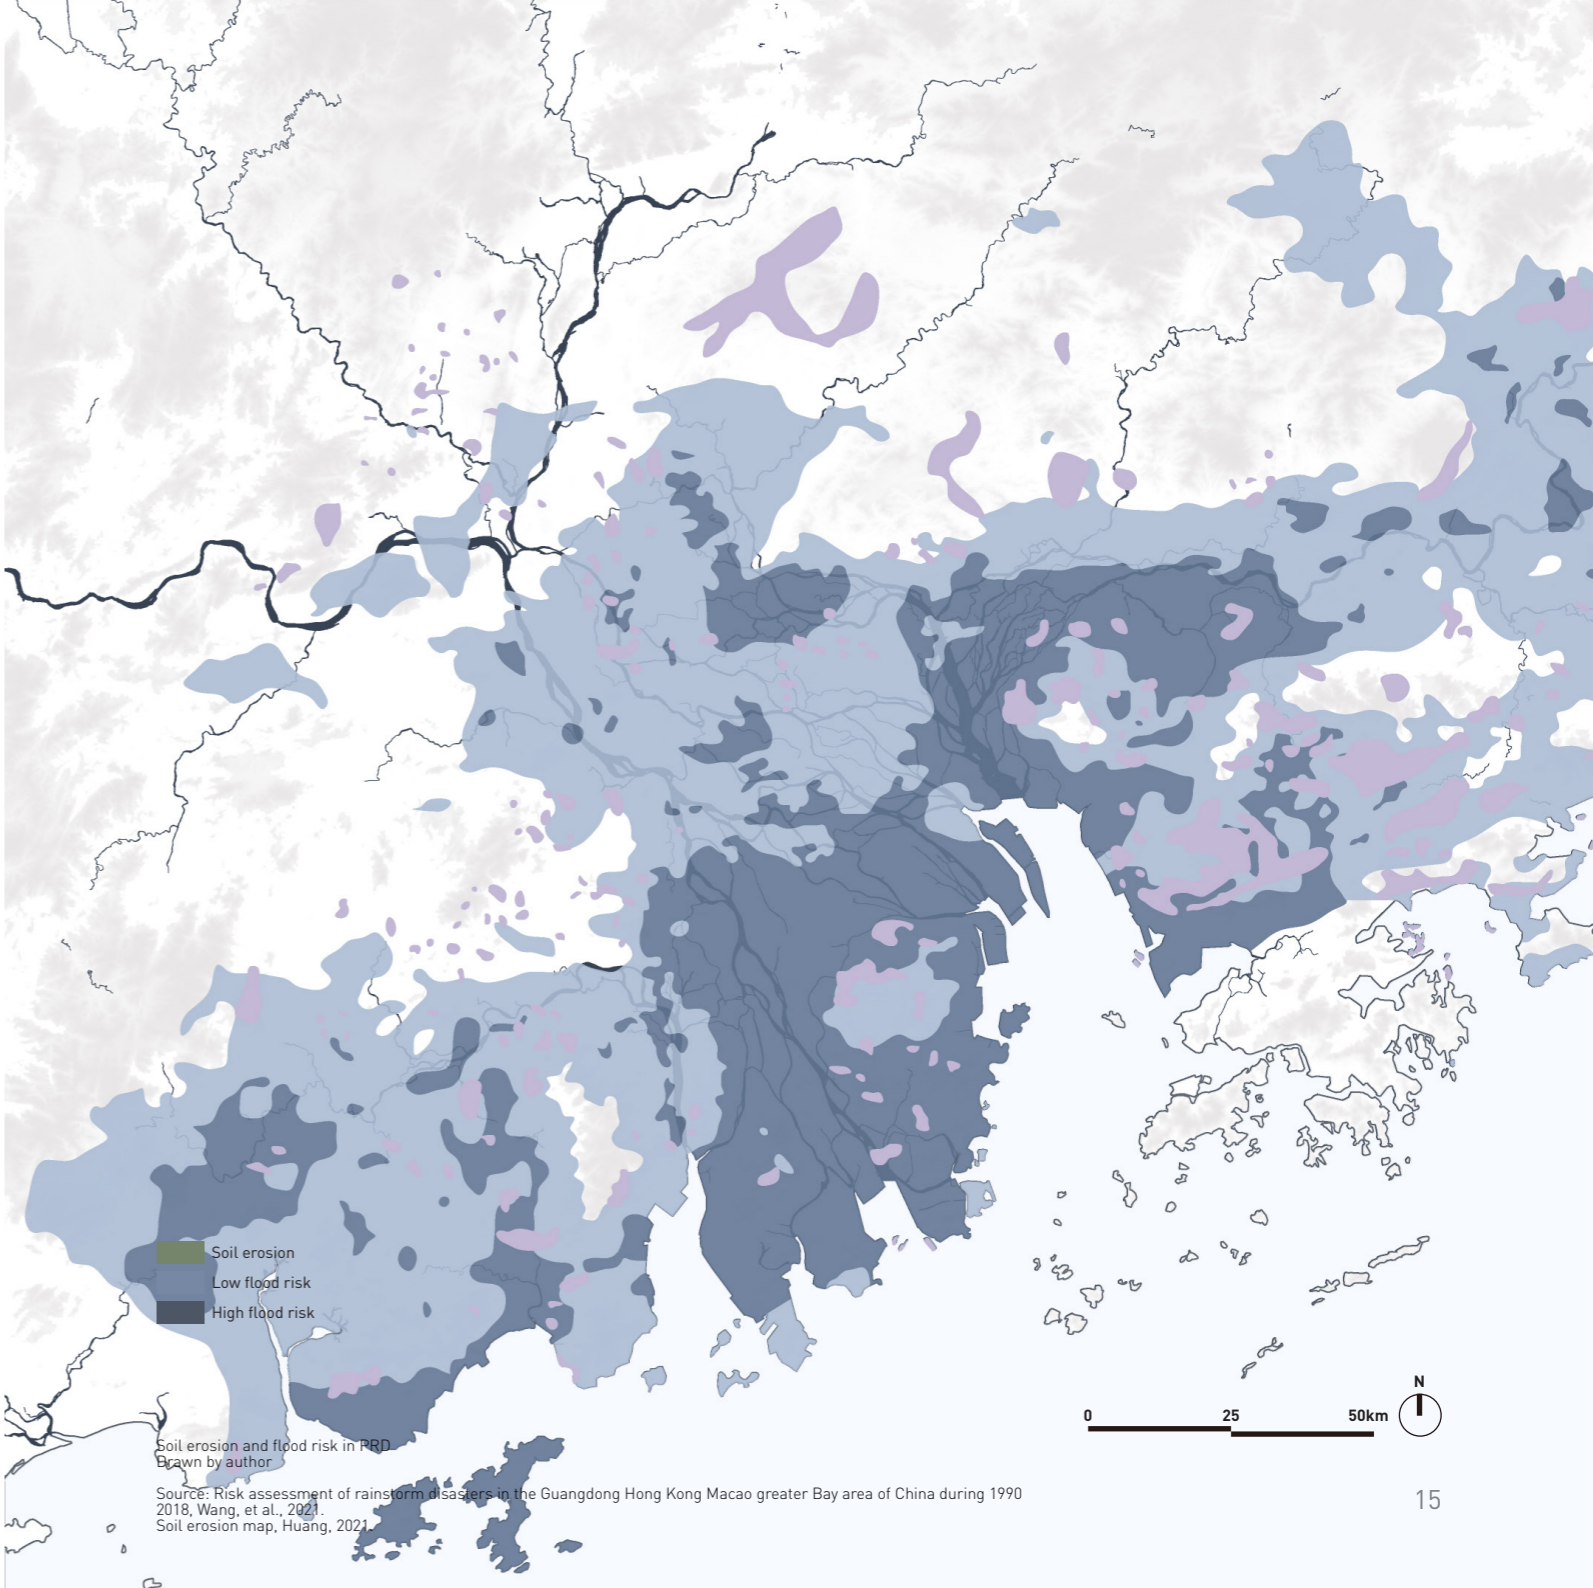 Soil erosion
Low flood risk
High flood risk
N
0 25 50km
Soil erosion and flood risk in PRD
Drawn by author
Source: Risk assessment of rainstorm disasters in the Guangdong Hong Kong Macao greater Bay area of China during 1990
2018, Wang, et al., 2021.
Soil erosion map, Huang, 2021.
15